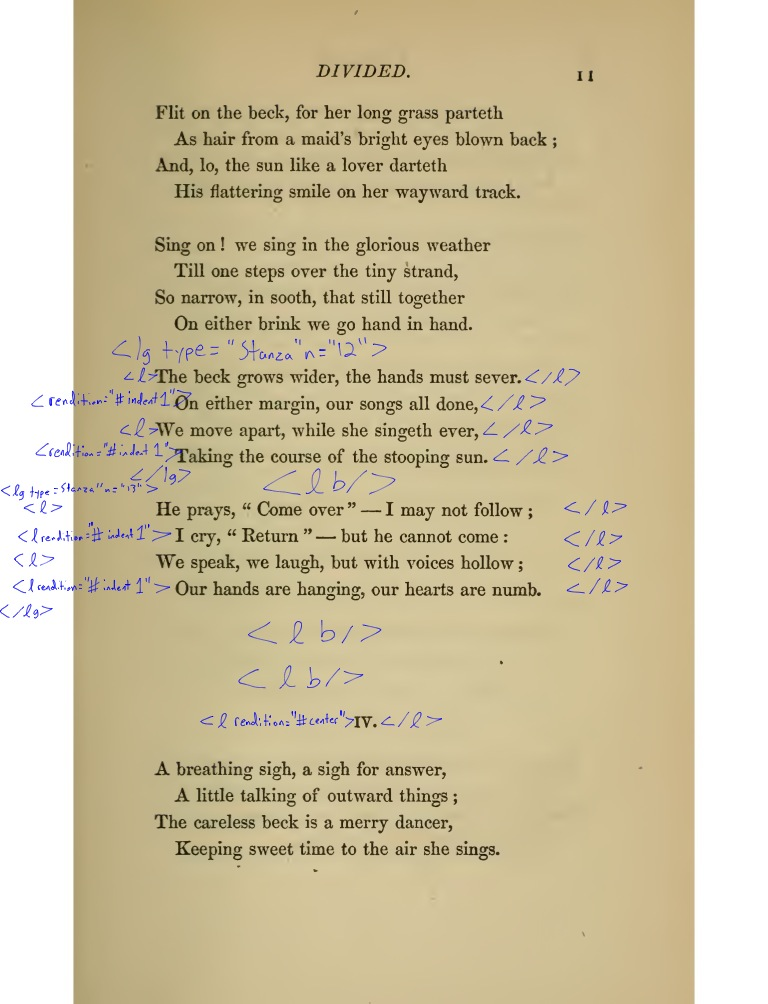 DIVIDED. 11
Flit on the beck, for her long grass parteth
As hair from a maid's bright eyes blown back ;
And, lo, the sun like a lover darteth
His flattering smile on her wayward track.
Sing on ! we sing in the glorious weather
Till one steps over the tiny strand,
So narrow, in sooth, that still together
On either brink we go hand in hand.
<lg type="Stanza" n="12">
<l>The beck grows wider, the hands must sever.</l>
<rendition="#indent1">On either margin, our songs all done,</l>
<l>We move apart, while she singeth ever,</l>
<rendition="#indent 1">Taking the course of the stooping sun.</l>
</lg>
<lb/>
<lg type=Stanza" n="13">
<l> He prays, “ Come over ” — I may not follow ; </l>
<l rendition="# indent 1"> I cry, “ Return ” — but he cannot come : </l>
<l> We speak, we laugh, but with voices hollow ; </l>
<l rendition="# indent 1"> Our hands are hanging, our hearts are numb. </l>
</lg>
<lb/>
<lb/>
<l rendition="#center">IV.</l>
A breathing sigh, a sigh for answer,
A little talking of outward things ;
The careless beck is a merry dancer,
Keeping sweet time to the air she sings.